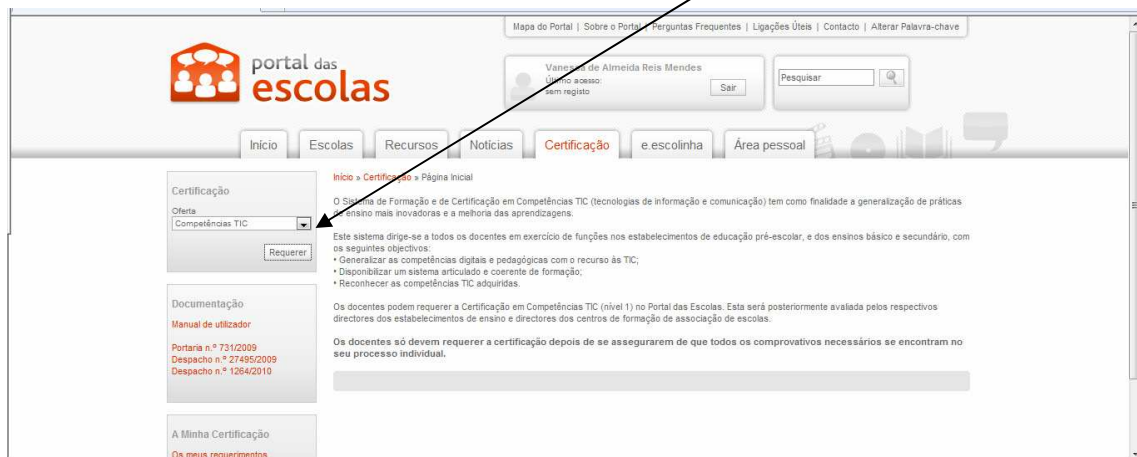 Mapa do Portal | Sobre o Portal | Perguntas Frequentes | Ligações Úteis | Contacto | Alterar Palavra-chave
portal das
escolas
Vanessa de Almeida Reis Mendes
Último acesso:
sem registo
Sair
Pesquisar
Início
Escolas
Recursos
Notícias
Certificação
e.escolinha
Área pessoal
Certificação
Oferta
Competências TIC
Requerer
Documentação
Manual de utilizador
Portaria n.º 731/2009
Despacho n.º 27495/2009
Despacho n.º 1264/2010
A Minha Certificação
Os meus requerimentos
Início » Certificação » Página Inicial
O Sistema de Formação e de Certificação em Competências TIC (tecnologias de informação e comunicação) tem como finalidade a generalização de práticas
de ensino mais inovadoras e a melhoria das aprendizagens.
Este sistema dirige-se a todos os docentes em exercício de funções nos estabelecimentos de educação pré-escolar, e dos ensinos básico e secundário, com
os seguintes objectivos:
• Generalizar as competências digitais e pedagógicas com o recurso às TIC;
• Disponibilizar um sistema articulado e coerente de formação;
• Reconhecer as competências TIC adquiridas.
Os docentes podem requerer a Certificação em Competências TIC (nível 1) no Portal das Escolas. Esta será posteriormente avaliada pelos respectivos
directores dos estabelecimentos de ensino e directores dos centros de formação de associação de escolas.
Os docentes só devem requerer a certificação depois de se assegurarem de que todos os comprovativos necessários se encontram no
seu processo individual.